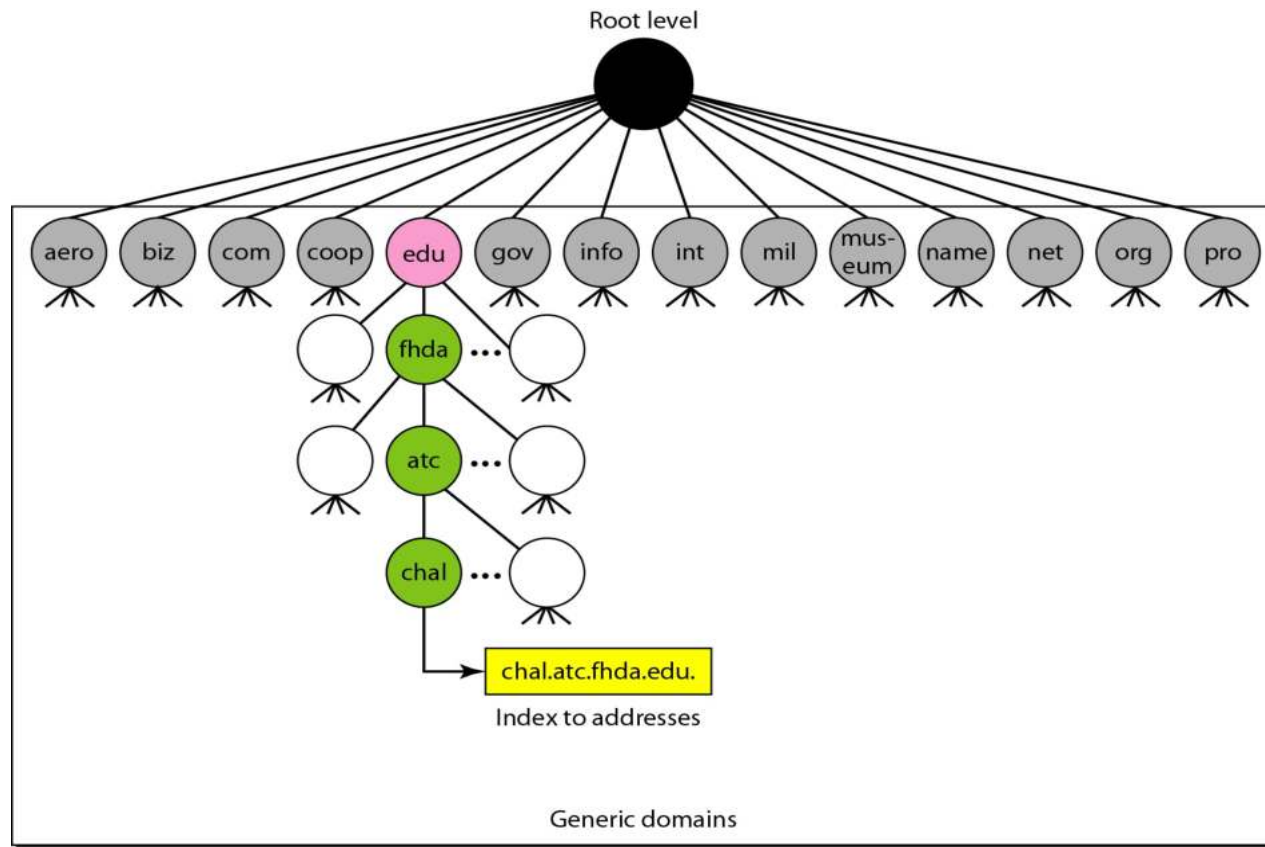 Root level
aero biz com coop edu gov info int mil mus-
eum name net org pro
fhda ...
atc ...
chal ...
chal.atc.fhda.edu.
Index to addresses
Generic domains